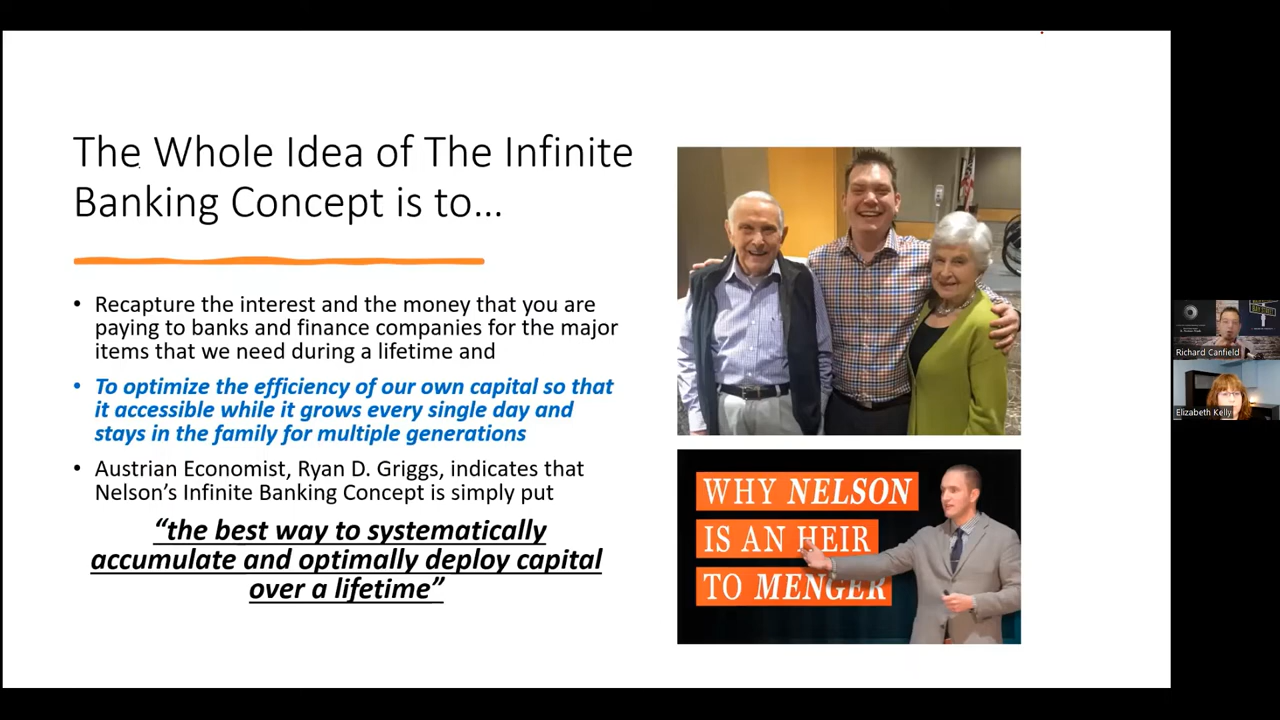 The Whole Idea of The Infinite
Banking Concept is to...
• Recapture the interest and the money that you are
paying to banks and finance companies for the major
items that we need during a lifetime and
• To optimize the efficiency of our own capital so that
it accessible while it grows every single day and
stays in the family for multiple generations
• Austrian Economist, Ryan D. Griggs, indicates that
Nelson’s Infinite Banking Concept is simply put
“the best way to systematically
accumulate and optimally deploy capital
over a lifetime”
WHY NELSON
IS AN HEIR
TO MENGER
Richard Canfield
Elizabeth Kelly